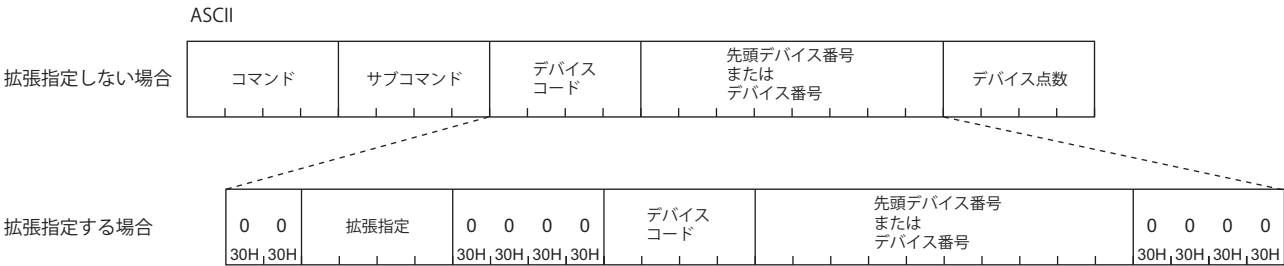 ASCII
拡張指定しない場合
コマンド
サブコマンド
デバイス
コード
先頭デバイス番号
または
デバイス番号
デバイス点数
拡張指定する場合
0 0
30H 30H
拡張指定
0 0 0 0
30H 30H 30H 30H
デバイス
コード
先頭デバイス番号
または
デバイス番号
0 0 0 0
30H 30H 30H 30H